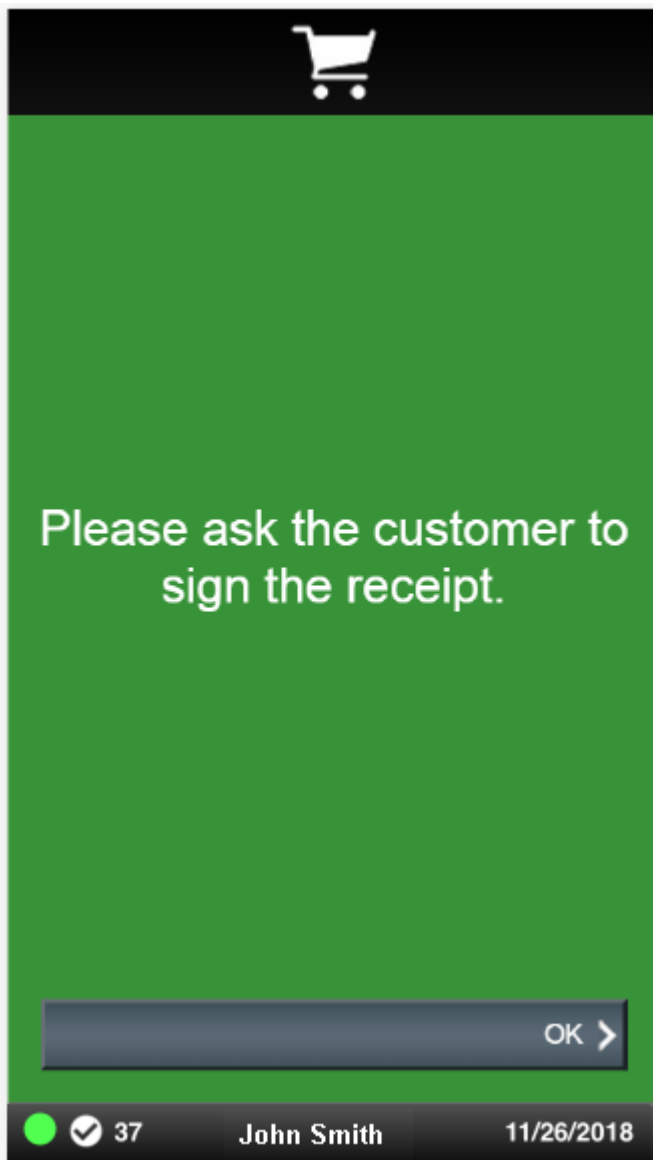 Please ask the customer to
sign the receipt.
OK
37 John Smith 11/26/2018